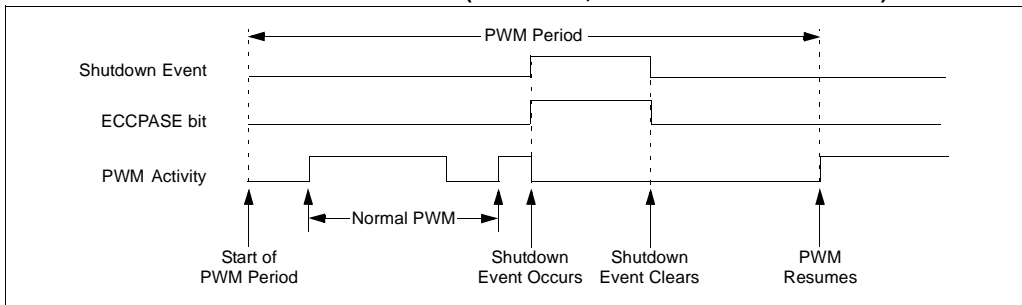 PWM Period
Shutdown Event
ECCPASE bit
PWM Activity
Normal PWM
Start of
PWM Period
Shutdown
Event Occurs
Shutdown
Event Clears
PWM
Resumes